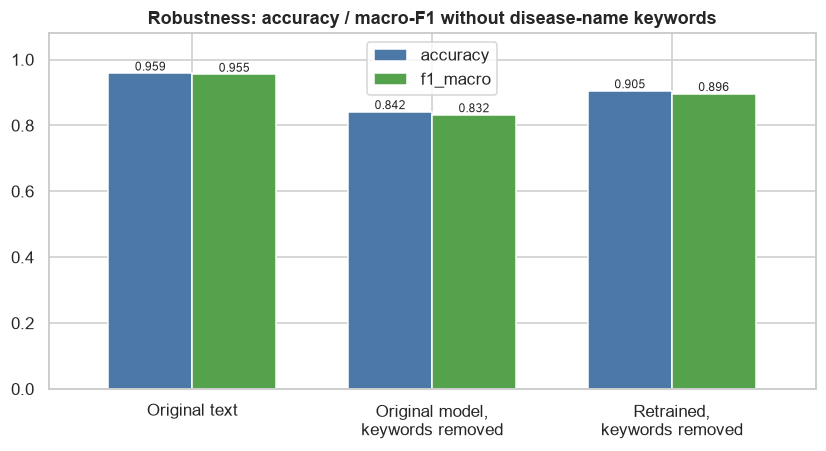 Robustness: accuracy / macro-F1 without disease-name keywords
accuracy
f1_macro
1.0
0.8
0.6
0.4
0.2
0.0
0.959
0.955
0.842
0.832
0.905
0.896
Original text
Original model,
keywords removed
Retrained,
keywords removed